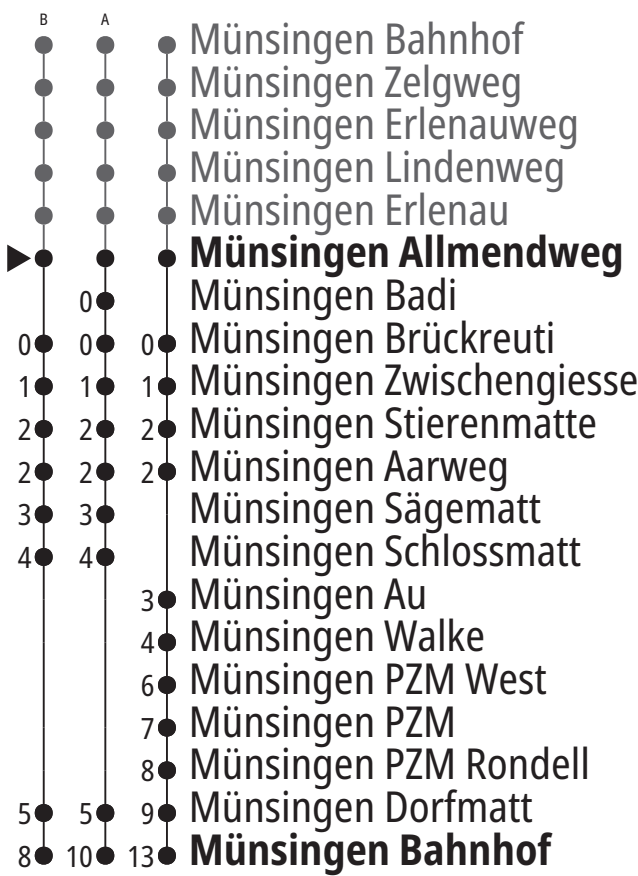 B A
Münsingen Bahnhof
Münsingen Zelgweg
Münsingen Erlenauweg
Münsingen Lindenweg
Münsingen Erlenau
Münsingen Allmendweg
0 Münsingen Badi
0 0 0 Münsingen Brückreuti
1 1 1 Münsingen Zwischengiesse
2 2 2 Münsingen Stierenmatte
2 2 2 Münsingen Aarweg
3 3 Münsingen Sägematt
4 4 Münsingen Schlossmatt
3 Münsingen Au
4 Münsingen Walke
6 Münsingen PZM West
7 Münsingen PZM
8 Münsingen PZM Rondell
5 5 9 Münsingen Dorfmatt
8 10 13 Münsingen Bahnhof